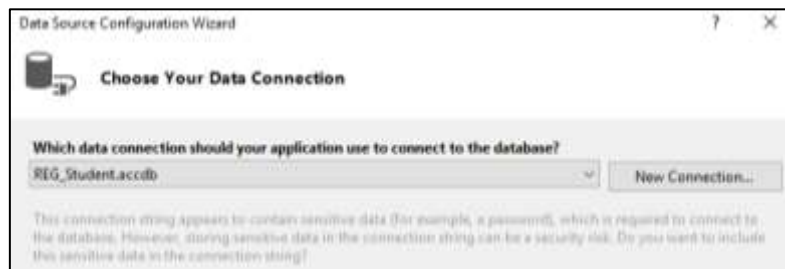 Data Source Configuration Wizard ? ×
Choose Your Data Connection
Which data connection should your application use to connect to the database?
REG_Student.accdb New Connection...
This connection string appears to contain sensitive data (for example, a password), which is required to connect to
the database. However, storing sensitive data in the connection string can be a security risk. Do you want to include
this sensitive data in the connection string?